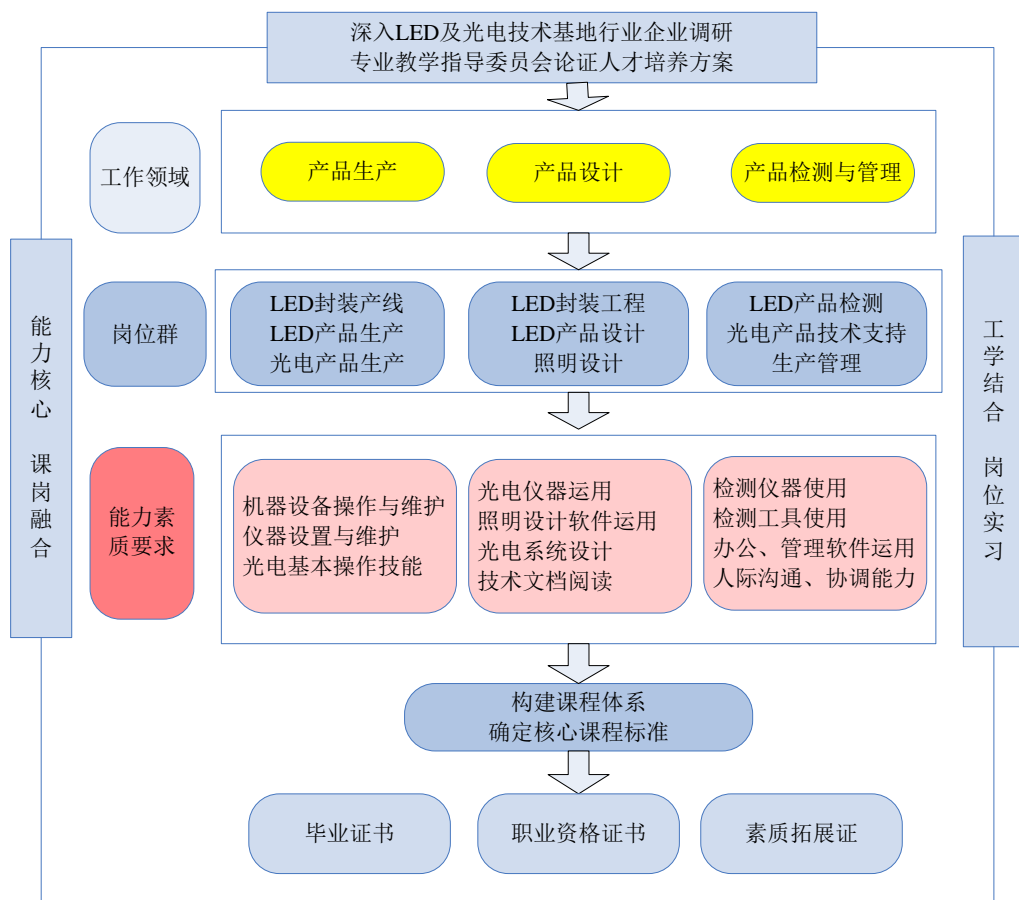 深入LED及光电技术基地行业企业调研
专业教学指导委员会论证人才培养方案
工作领域
产品生产
产品设计
产品检测与管理
能力核心 课岗融合
工学结合 岗位实习
岗位群
LED封装产线
LED产品生产
光电产品生产
LED封装工程
LED产品设计
照明设计
LED产品检测
光电产品技术支持
生产管理
能力素
质要求
机器设备操作与维护
仪器设置与维护
光电基本操作技能
光电仪器运用
照明设计软件运用
光电系统设计
技术文档阅读
检测仪器使用
检测工具使用
办公、管理软件运用
人际沟通、协调能力
构建课程体系
确定核心课程标准
毕业证书
职业资格证书
素质拓展证